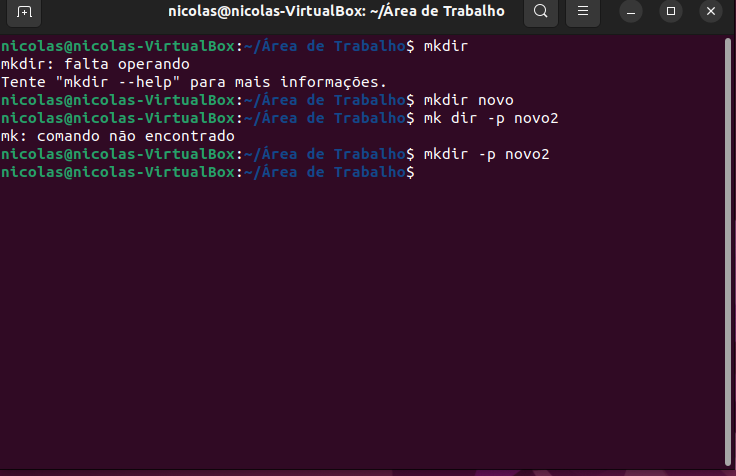 nicolas@nicolas-VirtualBox: ~/Área de Trabalho
nicolas@nicolas-VirtualBox:~/Área de Trabalho$ mkdir
mkdir: falta operando
Tente "mkdir --help" para mais informações.
nicolas@nicolas-VirtualBox:~/Área de Trabalho$ mkdir novo
nicolas@nicolas-VirtualBox:~/Área de Trabalho$ mk dir -p novo2
mk: comando não encontrado
nicolas@nicolas-VirtualBox:~/Área de Trabalho$ mkdir -p novo2
nicolas@nicolas-VirtualBox:~/Área de Trabalho$